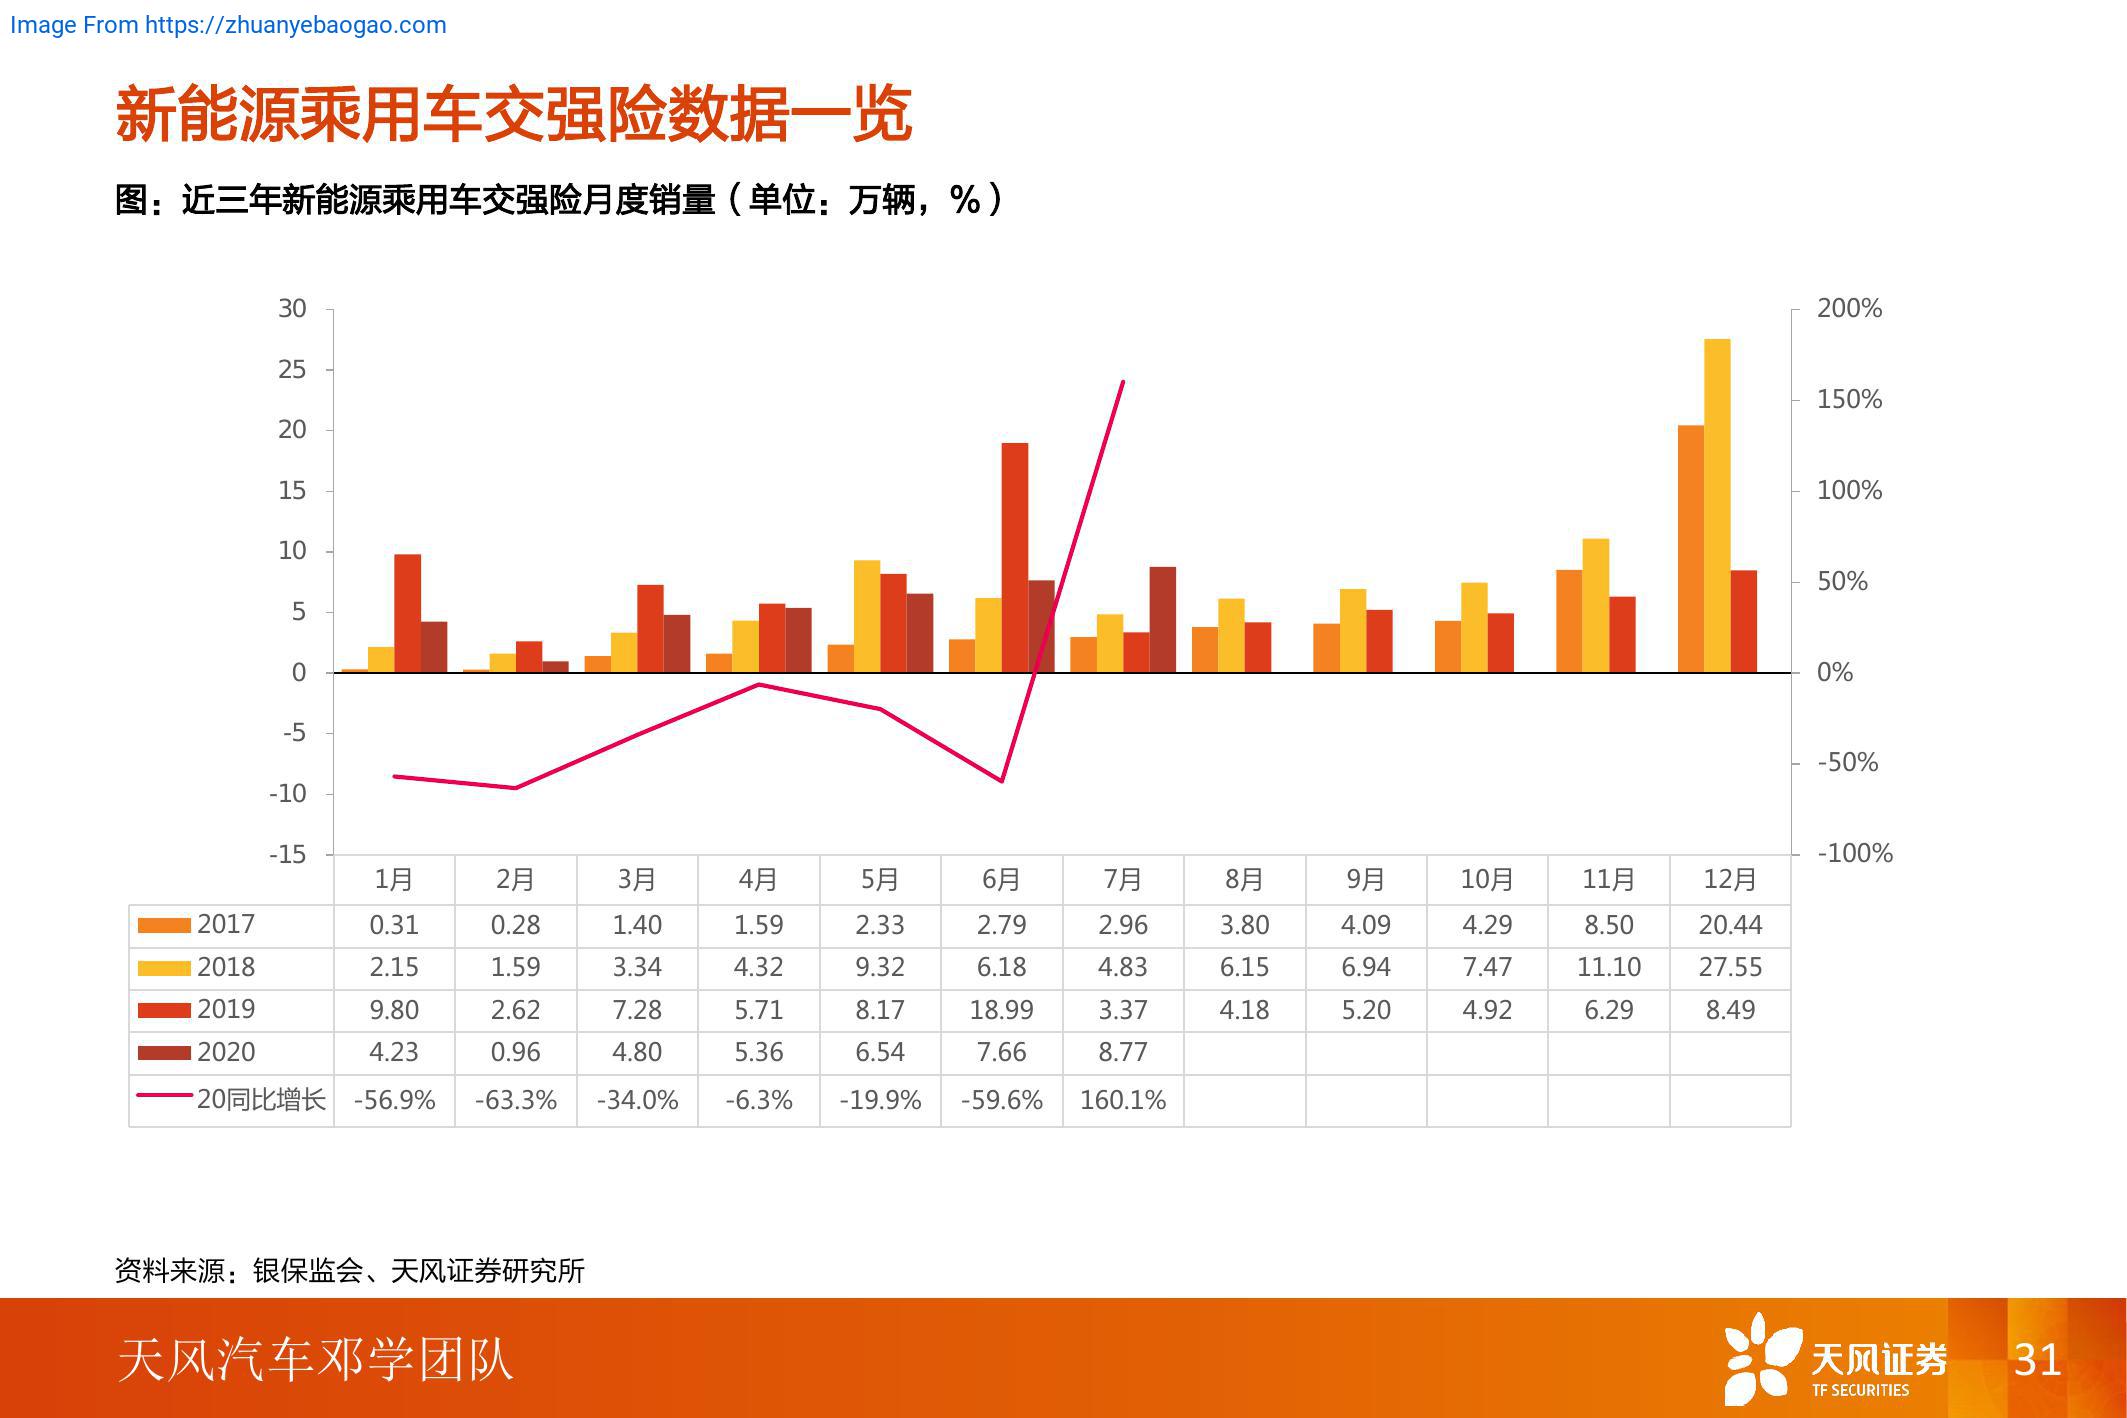 Image From https://zhuanyebaogao.com
新能源乘用车交强险数据一览
图：近三年新能源乘用车交强险月度销量（单位：万辆，%）
30
25
20
15
10
5
0
-5
-10
-15
200%
150%
100%
50%
0%
-50%
-100%
1月 2月 3月 4月 5月 6月 7月 8月 9月 10月 11月 12月
2017 0.31 0.28 1.40 1.59 2.33 2.79 2.96 3.80 4.09 4.29 8.50 20.44
2018 2.15 1.59 3.34 4.32 9.32 6.18 4.83 6.15 6.94 7.47 11.10 27.55
2019 9.80 2.62 7.28 5.71 8.17 18.99 3.37 4.18 5.20 4.92 6.29 8.49
2020 4.23 0.96 4.80 5.36 6.54 7.66 8.77
20同比增长 -56.9% -63.3% -34.0% -6.3% -19.9% -59.6% 160.1%
资料来源：银保监会、天风证券研究所
天风汽车邓学团队
天风证券
TF SECURITIES
31